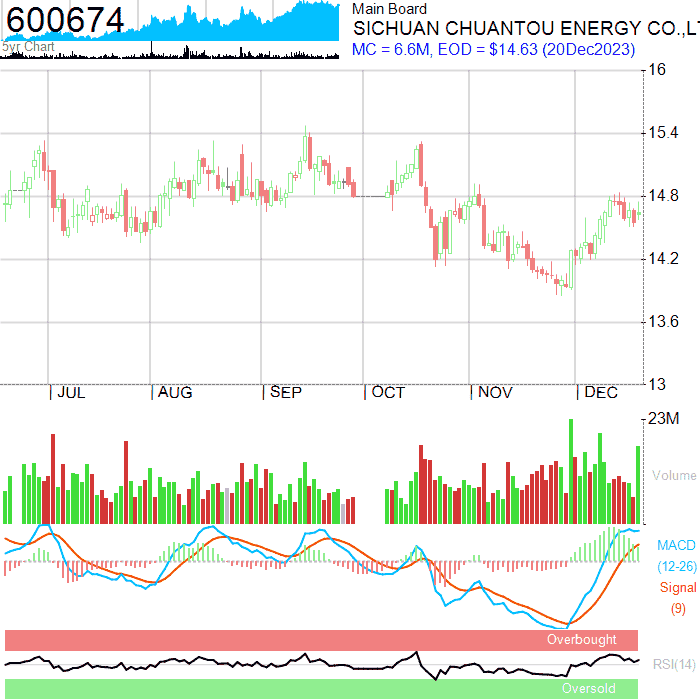 600674
5yr Chart
Main Board
SICHUAN CHUANTOU ENERGY CO.,LT
MC = 6.6M, EOD = $14.63 (20Dec2023)
16
15.4
14.8
14.2
13.6
13
JUL AUG SEP OCT NOV DEC
23M
Volume
MACD
(12-26)
Signal
(9)
Overbought
RSI(14)
Oversold